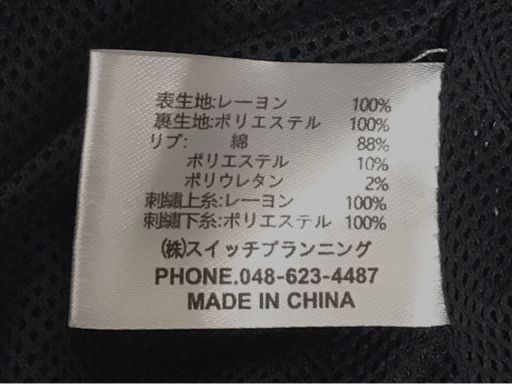 表生地:レーヨン 100%
裏生地:ポリエステル 100%
リブ: 綿 88%
ポリエステル 10%
ポリウレタン 2%
刺繍上糸:レーヨン 100%
刺繍下糸:ポリエステル 100%
(株)スイッチプランニング
PHONE.048-623-4487
MADE IN CHINA